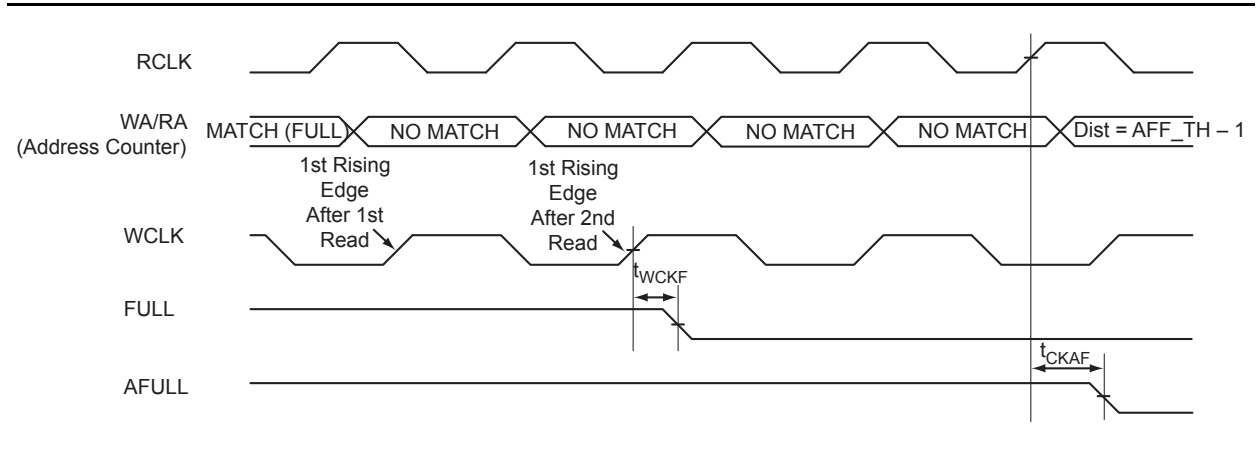 RCLK
WA/RA
(Address Counter)
MATCH (FULL)
NO MATCH
NO MATCH
NO MATCH
NO MATCH
Dist = AFF_TH – 1
1st Rising
Edge
After 1st
Read
1st Rising
Edge
After 2nd
Read
WCLK
tWCKF
FULL
tCKAF
AFULL